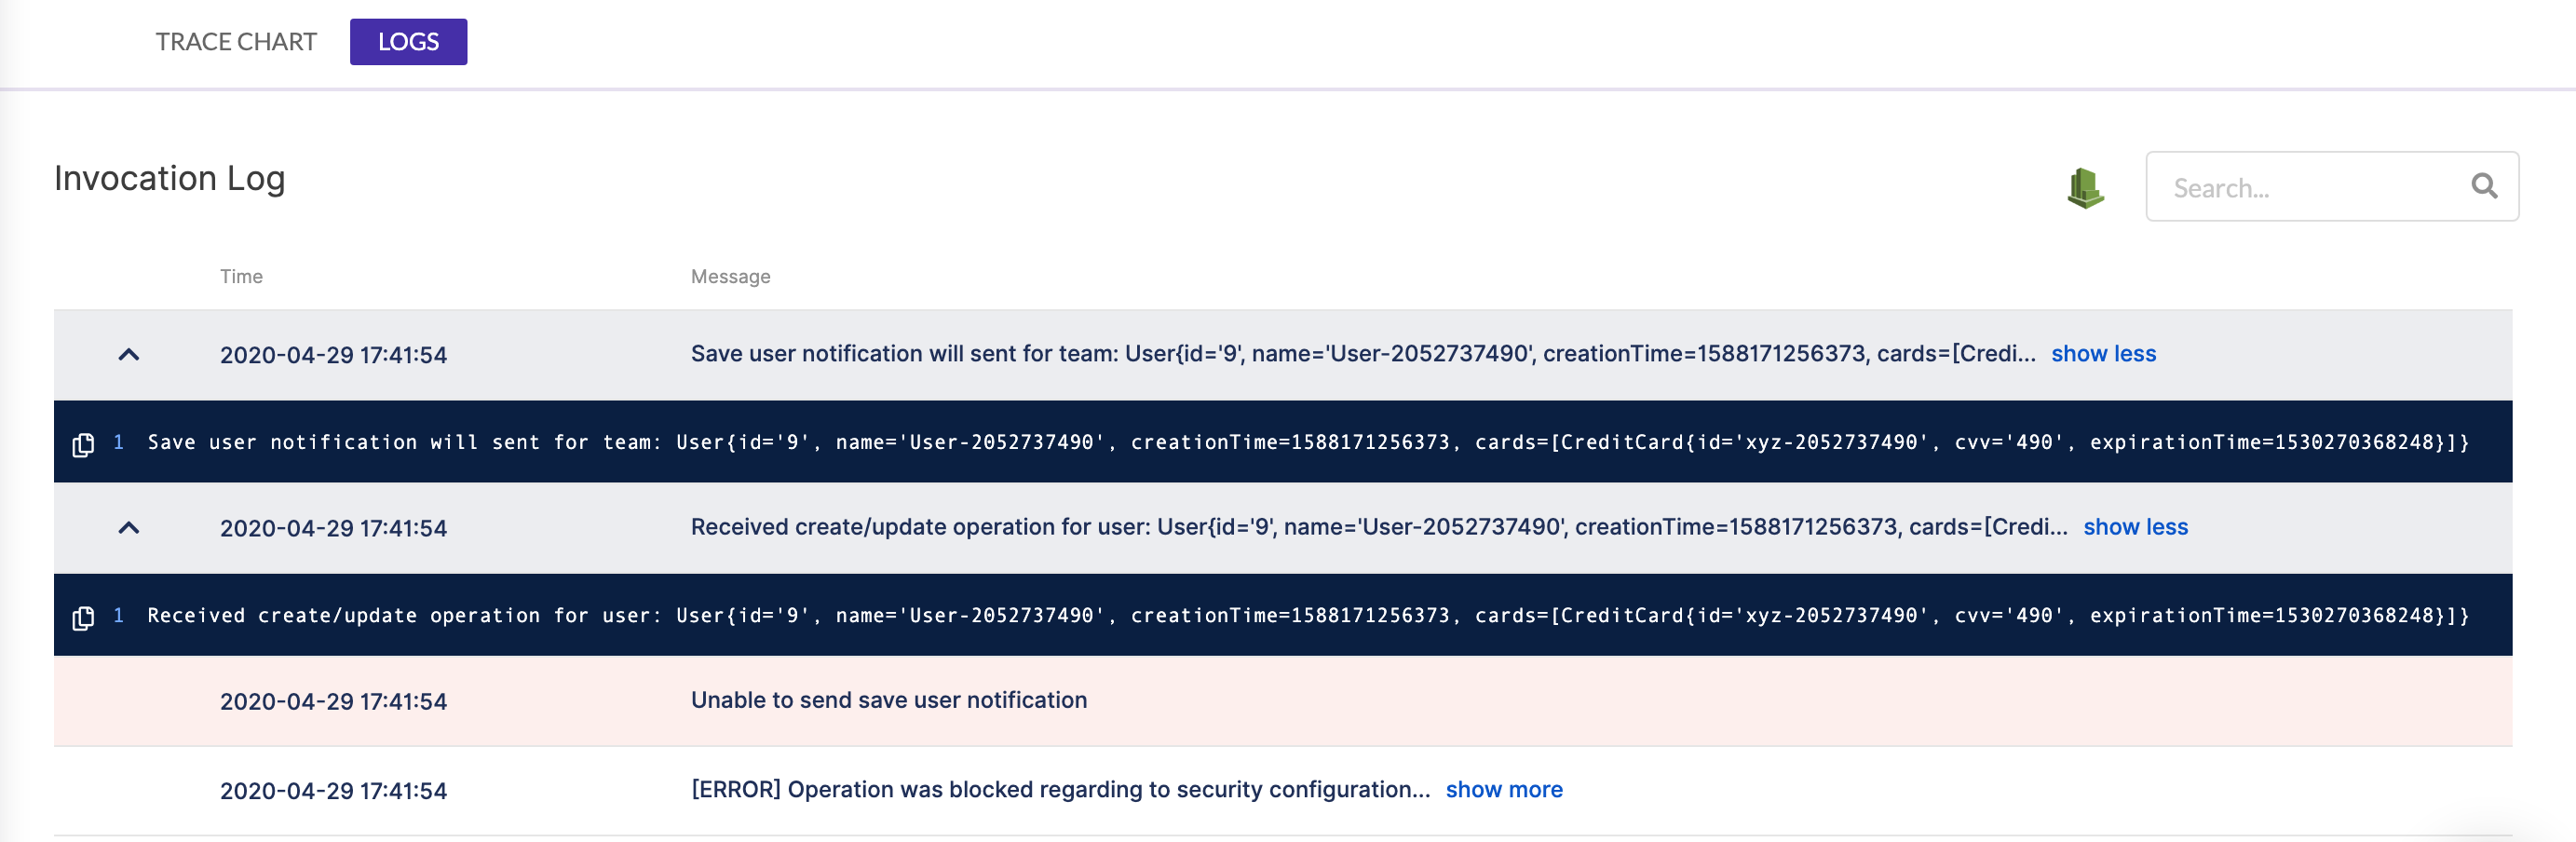 TRACE CHART LOGS
Invocation Log
Search...
Time Message
2020-04-29 17:41:54 Save user notification will sent for team: User{id='9', name='User-2052737490', creationTime=1588171256373, cards=[Credi... show less
1 Save user notification will sent for team: User{id='9', name='User-2052737490', creationTime=1588171256373, cards=[CreditCard{id='xyz-2052737490', cvv='490', expirationTime=1530270368248}]}
2020-04-29 17:41:54 Received create/update operation for user: User{id='9', name='User-2052737490', creationTime=1588171256373, cards=[Credi... show less
1 Received create/update operation for user: User{id='9', name='User-2052737490', creationTime=1588171256373, cards=[CreditCard{id='xyz-2052737490', cvv='490', expirationTime=1530270368248}]}
2020-04-29 17:41:54 Unable to send save user notification
2020-04-29 17:41:54 [ERROR] Operation was blocked regarding to security configuration... show more